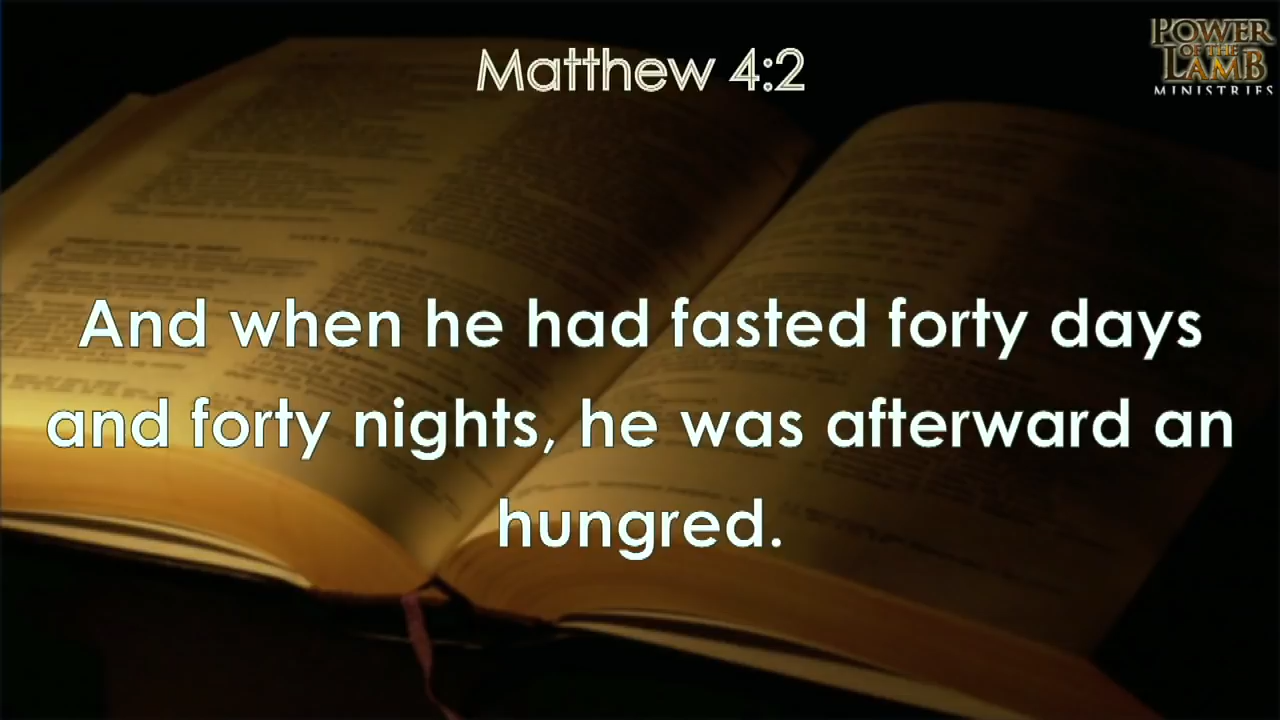 Matthew 4:2
POWER
OF THE
LAMB
MINISTRIES
And when he had fasted forty days
and forty nights, he was afterward an
hungred.